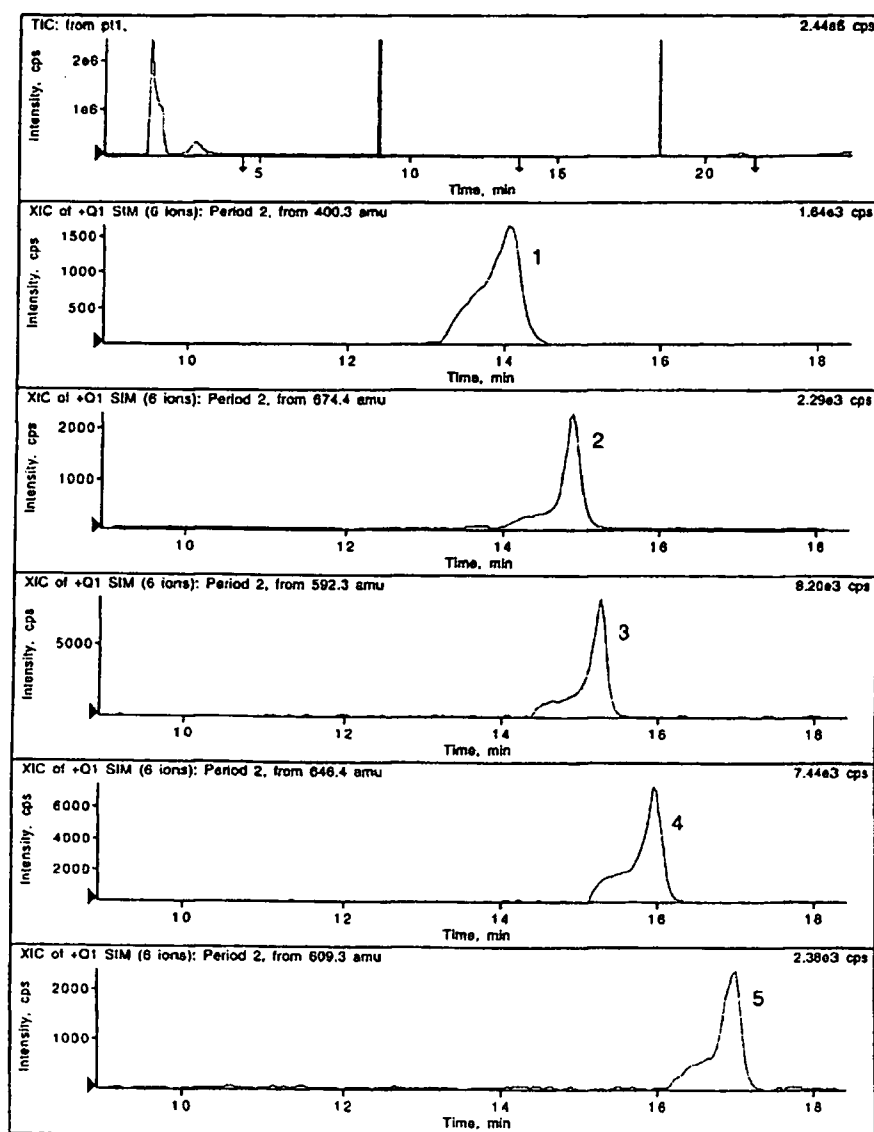 TIC: from pt1,
2.44e6 cps
Intensity, cps
2e6
1e6
5
10
15
20
Time, min
XIC of +Q1 SIM (6 ions): Period 2, from 400.3 amu
1.64e3 cps
Intensity, cps
1500
1000
500
1
10
12
14
16
18
Time, min
XIC of +Q1 SIM (6 ions): Period 2, from 674.4 amu
2.29e3 cps
Intensity, cps
2000
1000
2
10
12
14
16
18
Time, min
XIC of +Q1 SIM (6 ions): Period 2, from 592.3 amu
8.20e3 cps
Intensity, cps
5000
3
10
12
14
16
18
Time, min
XIC of +Q1 SIM (6 ions): Period 2, from 646.4 amu
7.44e3 cps
Intensity, cps
6000
4000
2000
4
10
12
14
16
18
Time, min
XIC of +Q1 SIM (6 ions): Period 2, from 609.3 amu
2.38e3 cps
Intensity, cps
2000
1000
5
10
12
14
16
18
Time, min